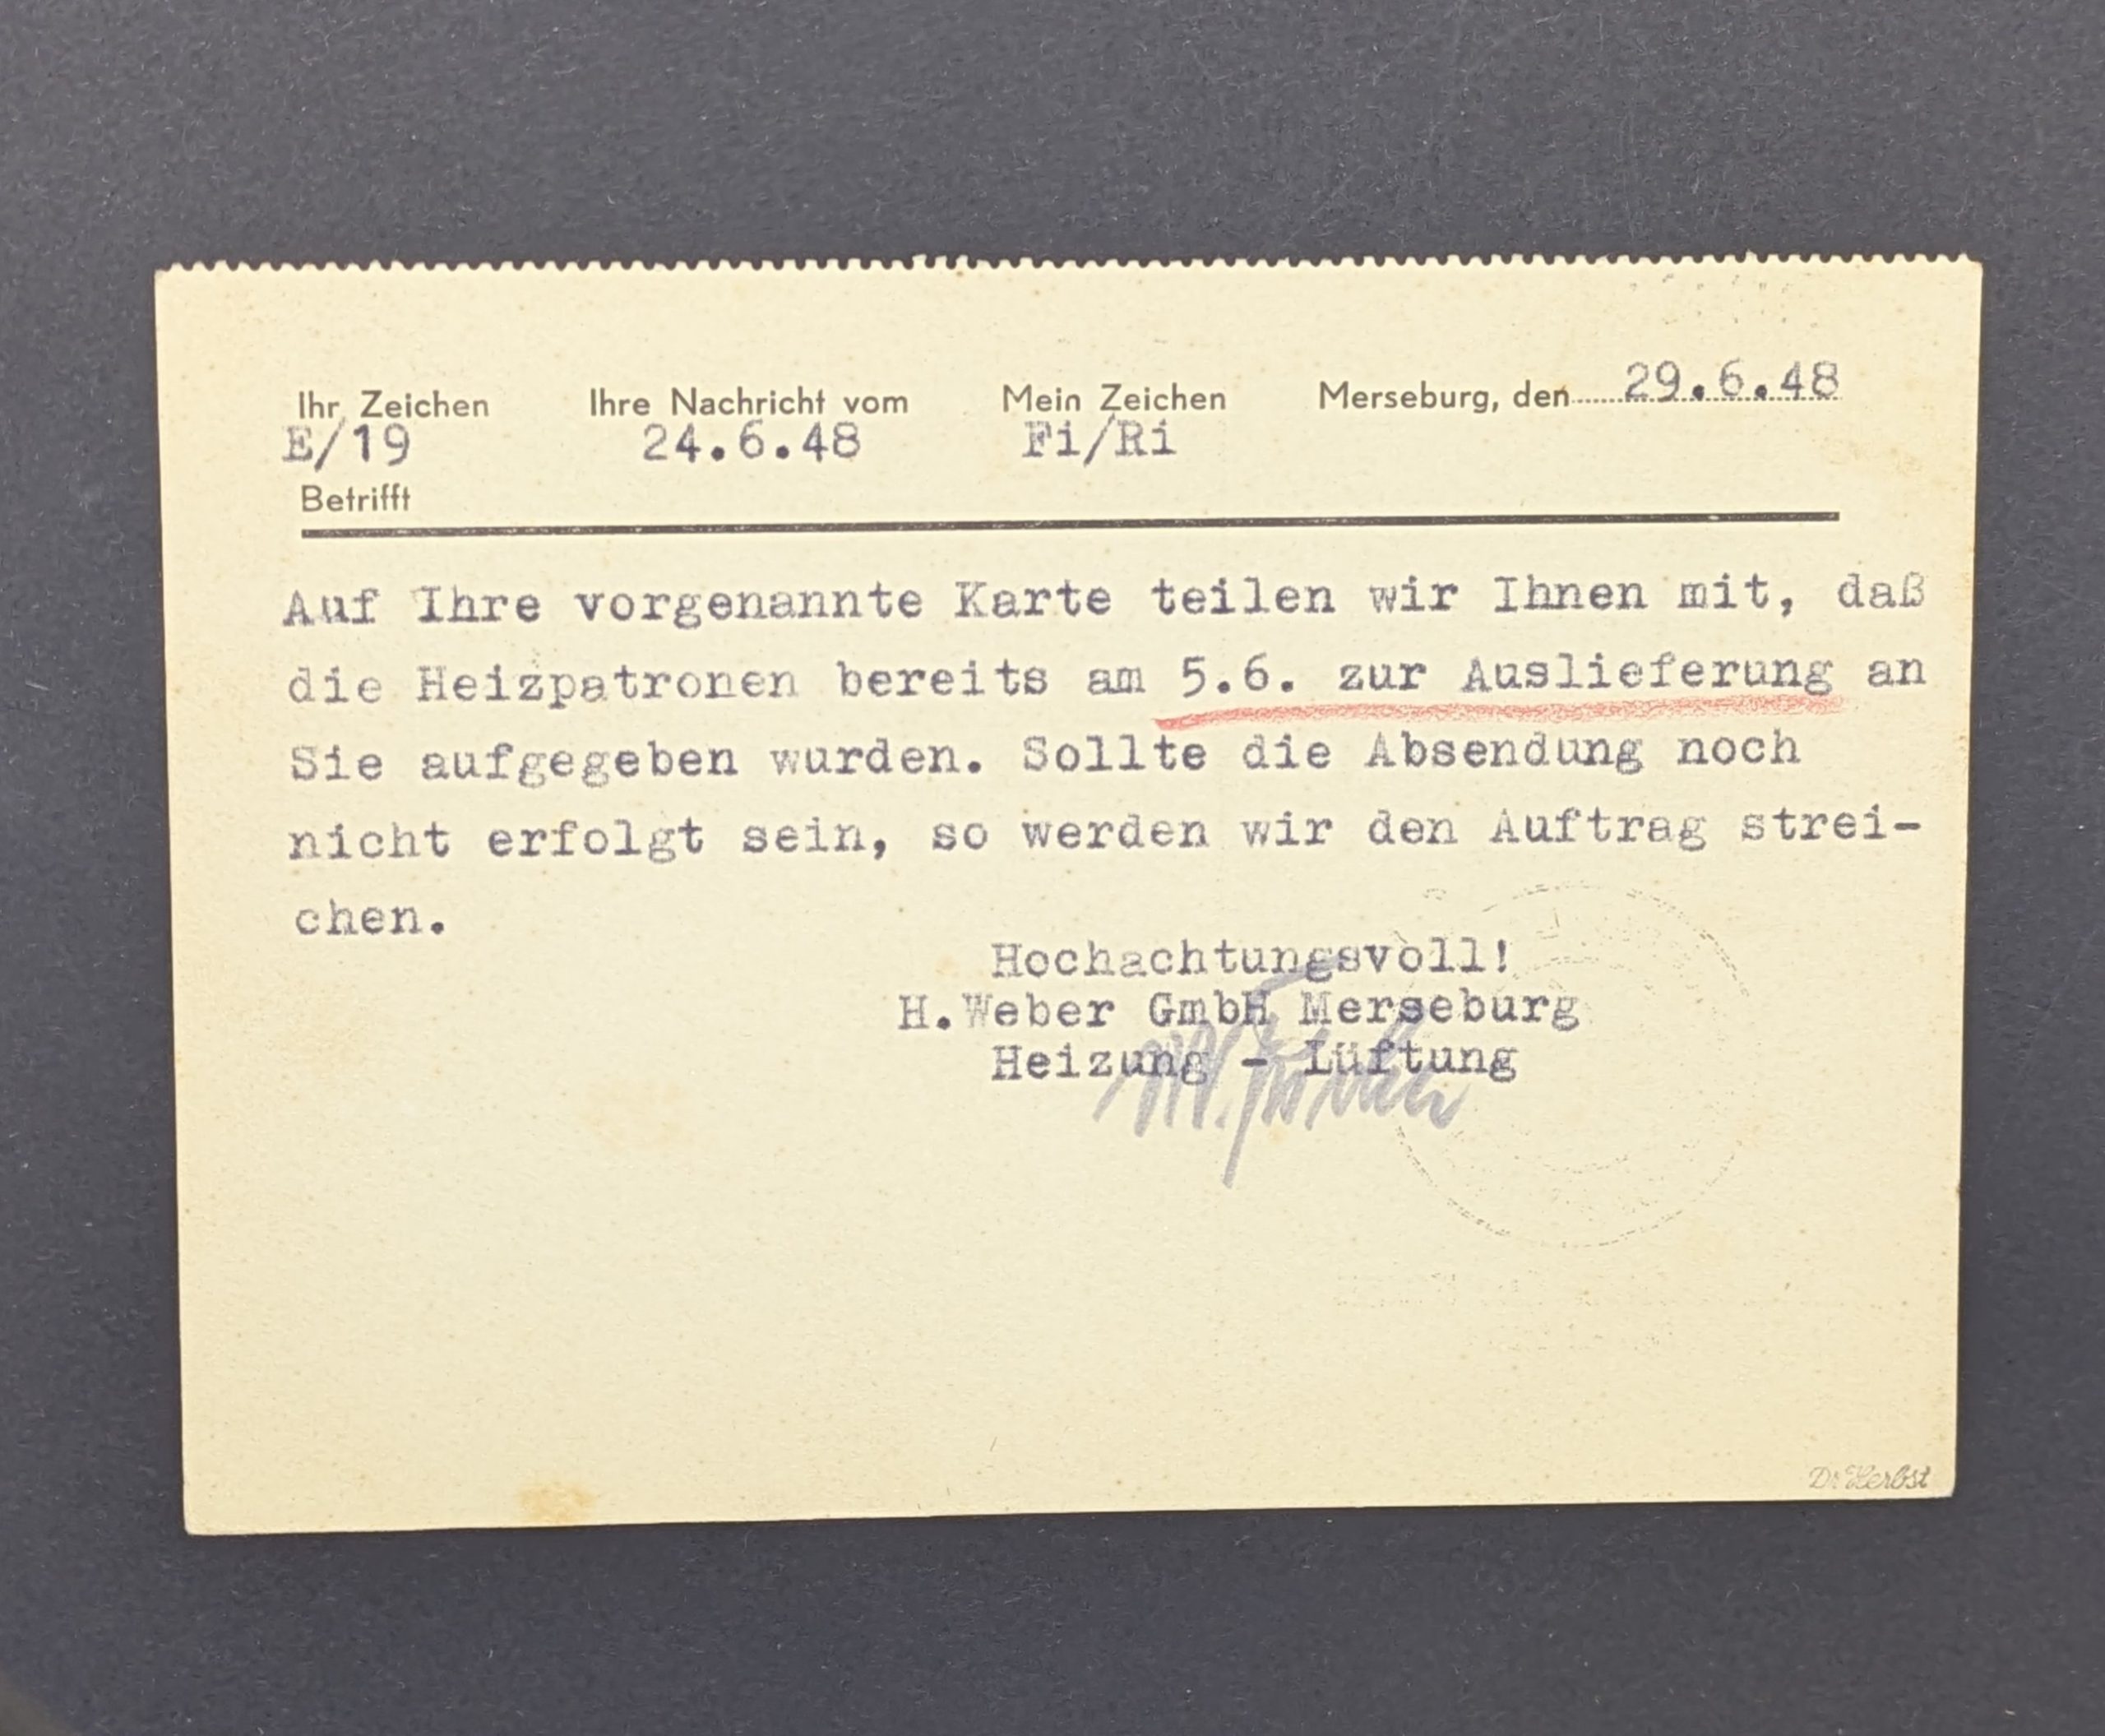 Ihr Zeichen Ihre Nachricht vom Mein Zeichen Merseburg, den 29.6.48
E/19 24.6.48 Fi/Ri
Betrifft
Auf Ihre vorgenannte Karte teilen wir Ihnen mit, daß
die Heizpatronen bereits am 5.6. zur Auslieferung an
Sie aufgegeben wurden. Sollte die Absendung noch
nicht erfolgt sein, so werden wir den Auftrag strei-
chen.
Hochachtungsvoll!
H.Weber GmbH Merseburg
Heizung - Lüftung
Dr Herbst